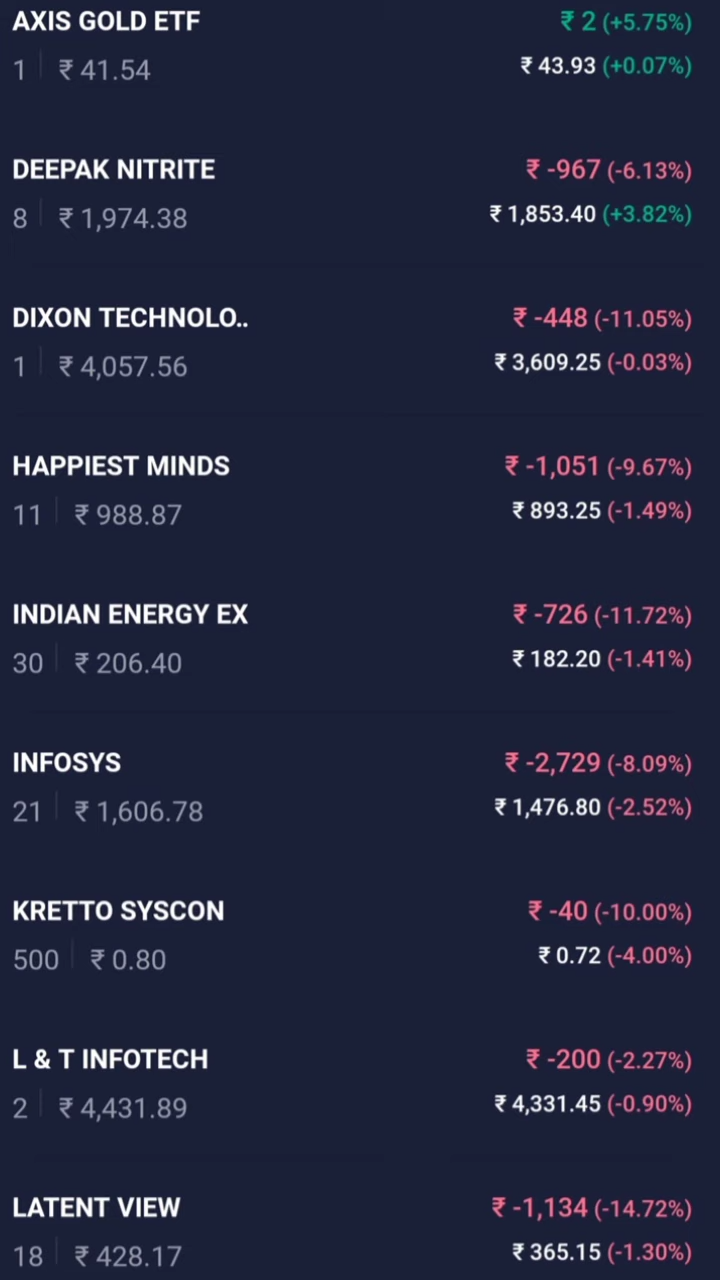 AXIS GOLD ETF ₹ 2 (+5.75%)
1 ₹ 41.54 ₹ 43.93 (+0.07%)
DEEPAK NITRITE ₹ -967 (-6.13%)
8 ₹ 1,974.38 ₹ 1,853.40 (+3.82%)
DIXON TECHNOLO.. ₹ -448 (-11.05%)
1 ₹ 4,057.56 ₹ 3,609.25 (-0.03%)
HAPPIEST MINDS ₹ -1,051 (-9.67%)
11 ₹ 988.87 ₹ 893.25 (-1.49%)
INDIAN ENERGY EX ₹ -726 (-11.72%)
30 ₹ 206.40 ₹ 182.20 (-1.41%)
INFOSYS ₹ -2,729 (-8.09%)
21 ₹ 1,606.78 ₹ 1,476.80 (-2.52%)
KRETTO SYSCON ₹ -40 (-10.00%)
500 ₹ 0.80 ₹ 0.72 (-4.00%)
L & T INFOTECH ₹ -200 (-2.27%)
2 ₹ 4,431.89 ₹ 4,331.45 (-0.90%)
LATENT VIEW ₹ -1,134 (-14.72%)
18 ₹ 428.17 ₹ 365.15 (-1.30%)